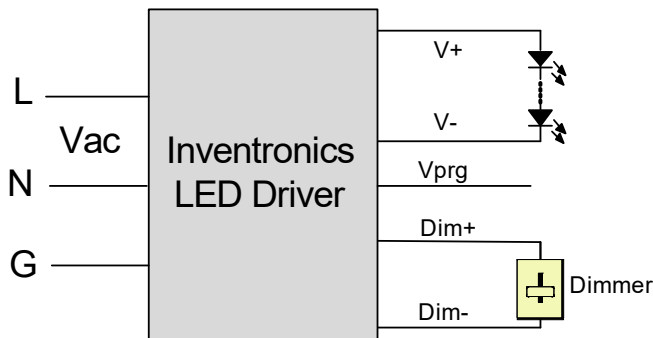 L
Vac
N
G
Inventronics
LED Driver
V+
V-
Vprg
Dim+
Dim-
Dimmer